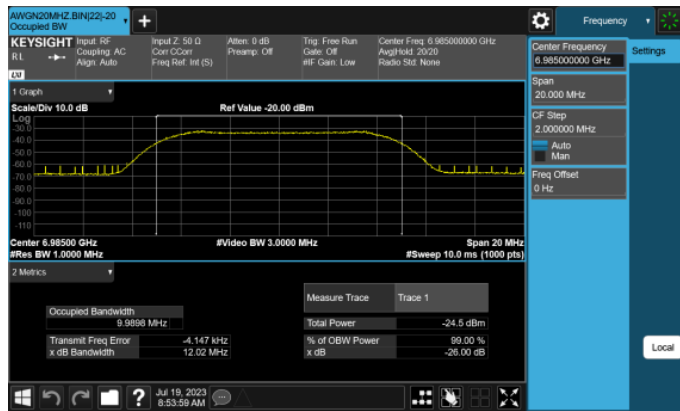 AWGN20MHZ.BIN|22|-20
Occupied BW
+
Frequency
KEYSIGHT
R L
LXI
Input: RF
Coupling: AC
Align: Auto
Input Z: 50 Ω
Corr CCorr
Freq Ref: Int (S)
Atten: 0 dB
Preamp: Off
Trig: Free Run
Gate: Off
#IF Gain: Low
Center Freq: 6.985000000 GHz
Avg|Hold: 20/20
Radio Std: None
Center Frequency
6.985000000 GHz
Settings
Span
20.000 MHz
CF Step
2.000000 MHz
Auto
Man
Freq Offset
0 Hz
Local
1 Graph
Scale/Div 10.0 dB
Ref Value -20.00 dBm
Log
-30.0
-40.0
-50.0
-60.0
-70.0
-80.0
-90.0
-100
-110
Center 6.98500 GHz
#Video BW 3.0000 MHz
Span 20 MHz
#Res BW 1.0000 MHz
#Sweep 10.0 ms (1000 pts)
2 Metrics
Measure Trace
Trace 1
Occupied Bandwidth
9.9898 MHz
Total Power
-24.5 dBm
Transmit Freq Error
-4.147 kHz
% of OBW Power
99.00 %
x dB Bandwidth
12.02 MHz
x dB
-26.00 dB
?
Jul 19, 2023
8:53:59 AM